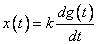 x(t) = k dg(t)/dt